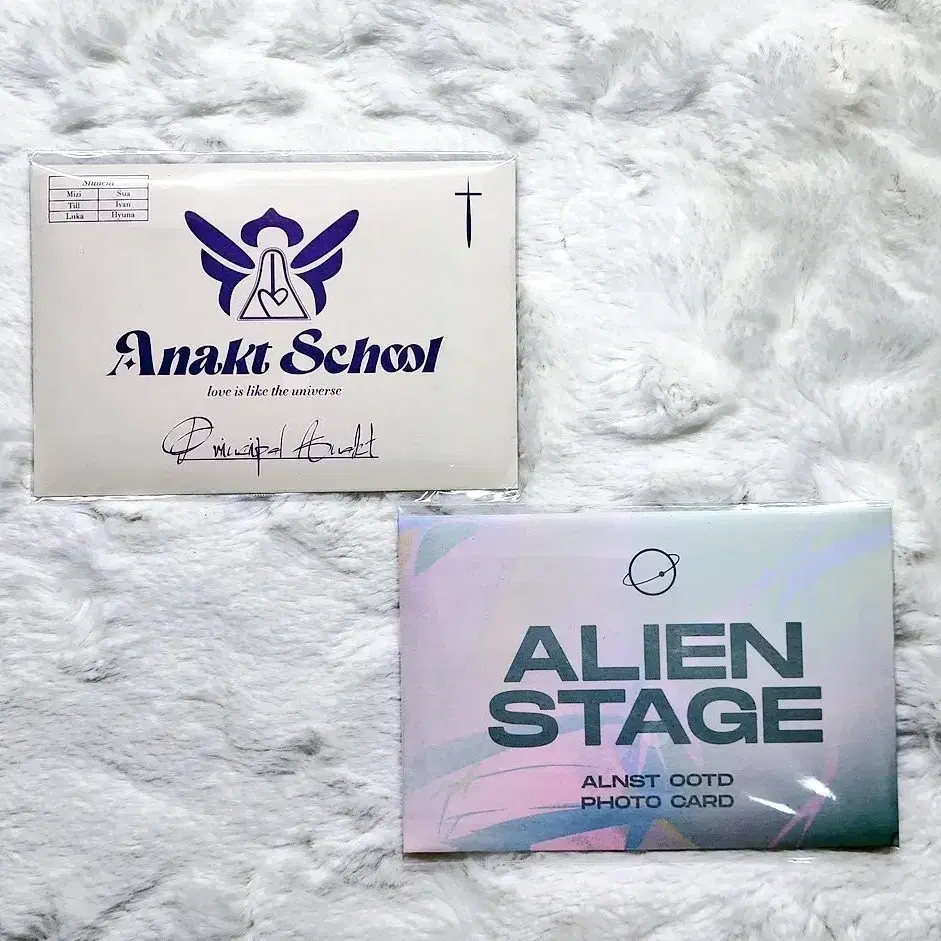 Student
Mizi Sua
Till Ivan
Luka Hyuna
Anakt School
love is like the universe
Principal Anakt
ALIEN
STAGE
ALNST OOTD
PHOTO CARD